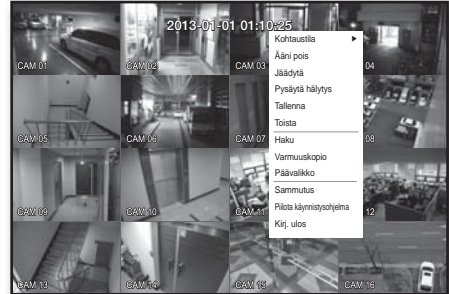 2013-01-01 01:10:25
CAM 01
CAM 02
CAM 03
04
Kohtaustila
Ääni pois
Jäädytä
Pysäytä hälytys
Tallenna
Toista
Haku
Varmuuskopio
Päävalikko
Sammutus
Piilota käynnistysohjelma
Kirj. ulos
CAM 05
CAM 06
CAM 07
08
CAM 09
CAM 10
CAM 11
12
CAM 13
CAM 14
CAM 15
CAM 16